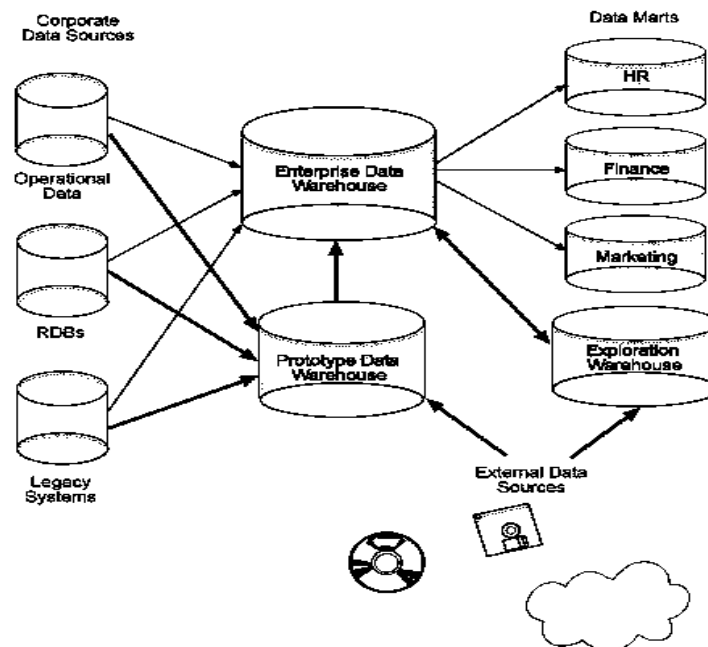 Corporate
Data Sources
Data Marts
HR
Operational
Data
Enterprise Data
Warehouse
Finance
Marketing
RDBs
Prototype Data
Warehouse
Exploration
Warehouse
Legacy
Systems
External Data
Sources